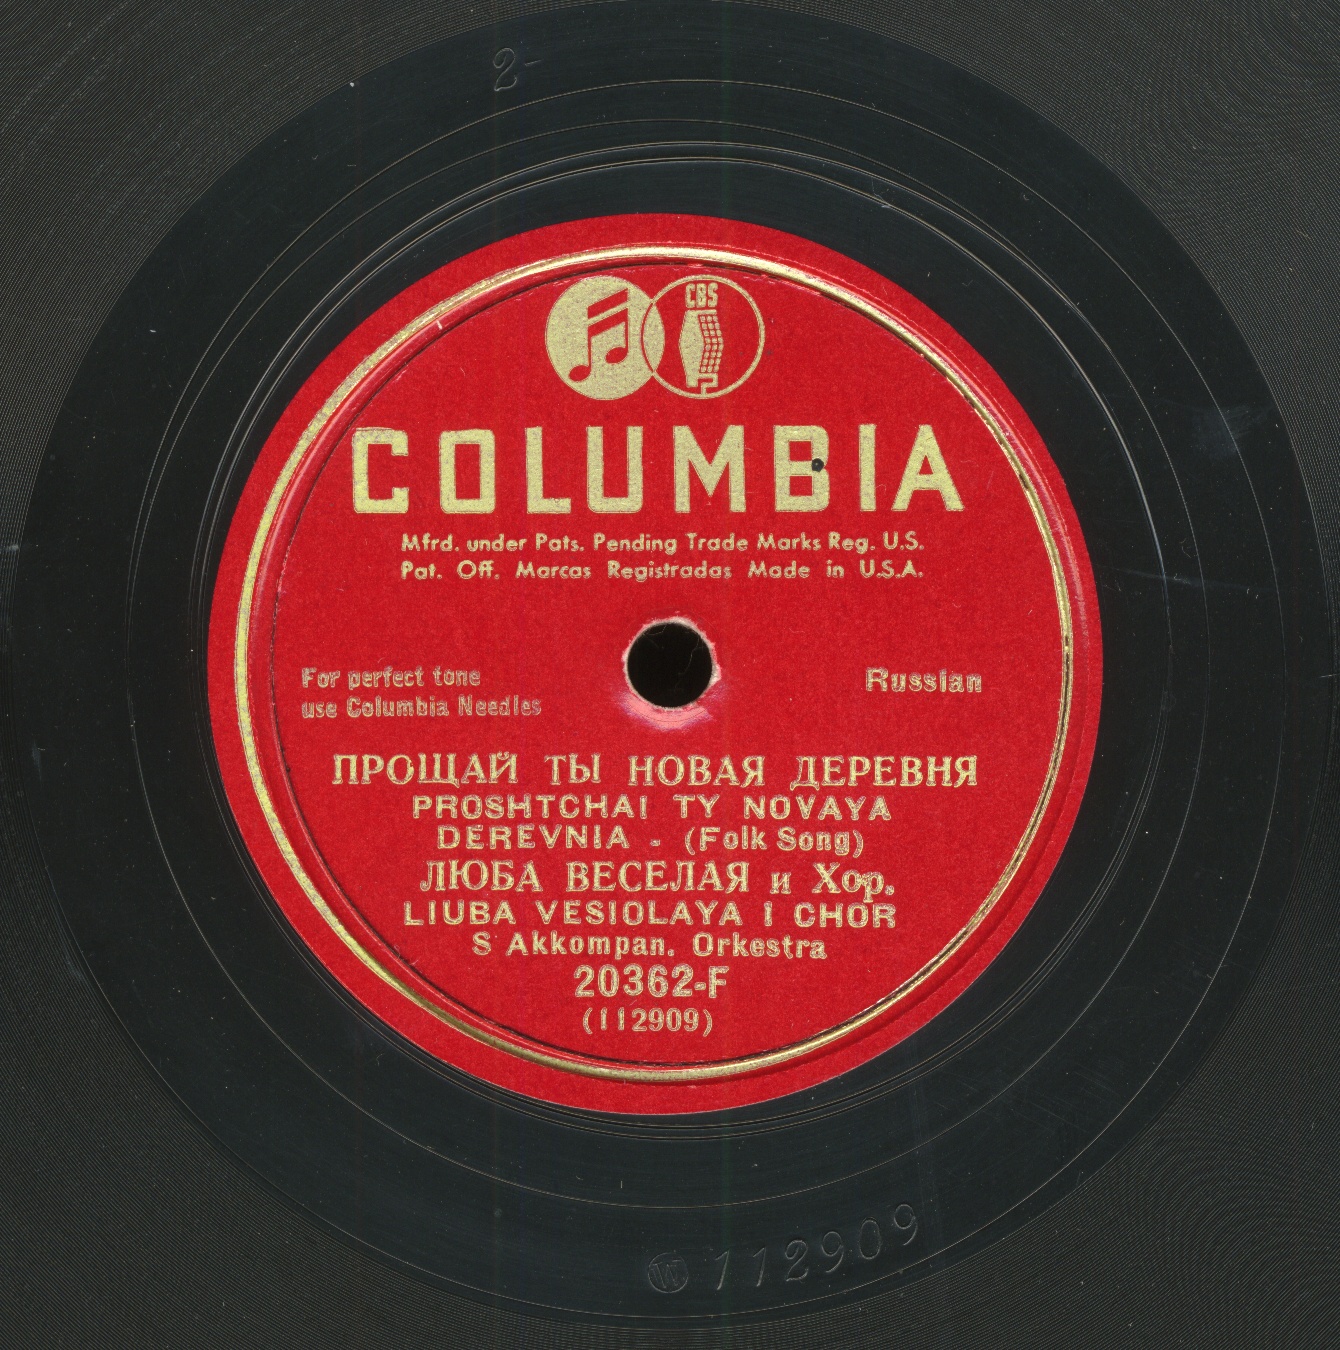 2-
CBS
COLUMBIA
Mfrd. under Pats. Pending Trade Marks Reg. U.S.
Pat. Off. Marcas Registradas Made in U.S.A.
For perfect tone
use Columbia Needles
Russian
ПРОЩАЙ ТЫ НОВАЯ ДЕРЕВНЯ
PROSHTCHAI TY NOVAYA
DEREVNIA - (Folk Song)
ЛЮБА ВЕСЕЛАЯ и Хор.
LIUBA VESIOLAYA I CHOR
S Akkompan. Orkestra
20362-F
(112909)
W 112909